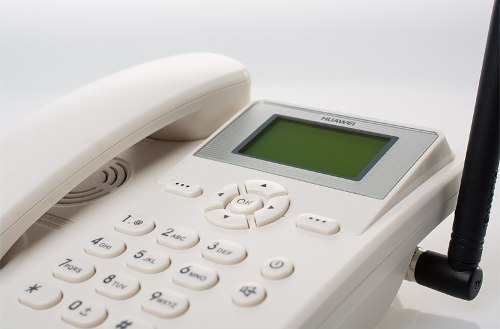 HUAWEI
OK
1. @
2 ABC
3 DEF
4 GHI
5 JKL
6 MNO
7 PQRS
8 TUV
9 WXYZ
*
0
#